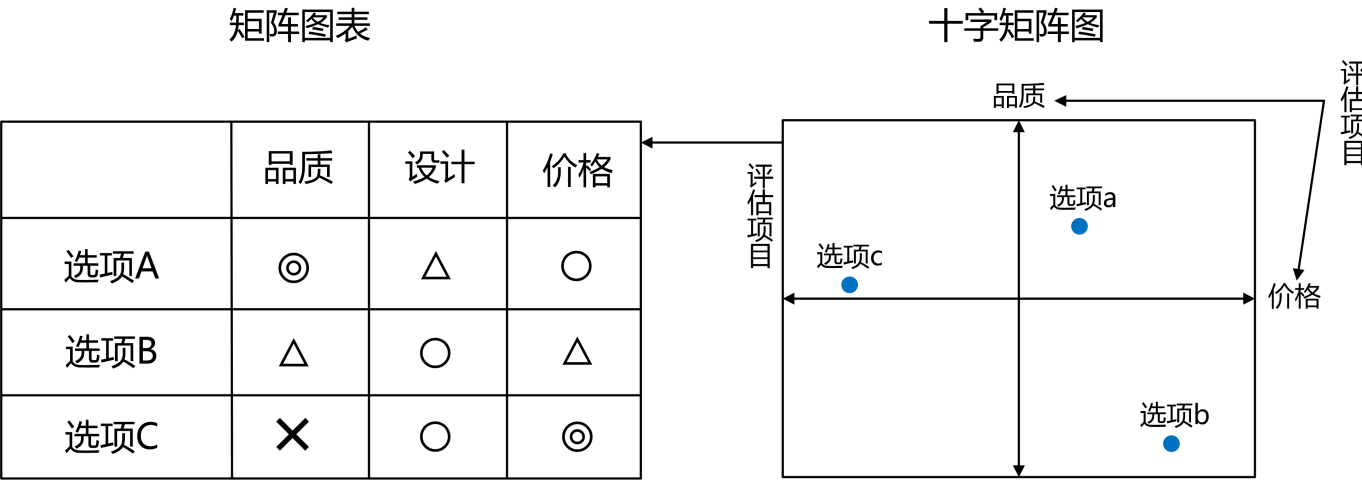 矩阵图表
品质 设计 价格
选项A ◎ △ ○
选项B △ ○ △
选项C ✕ ○ ◎
评估项目
十字矩阵图
品质
评估项目
选项a
选项c
价格
选项b